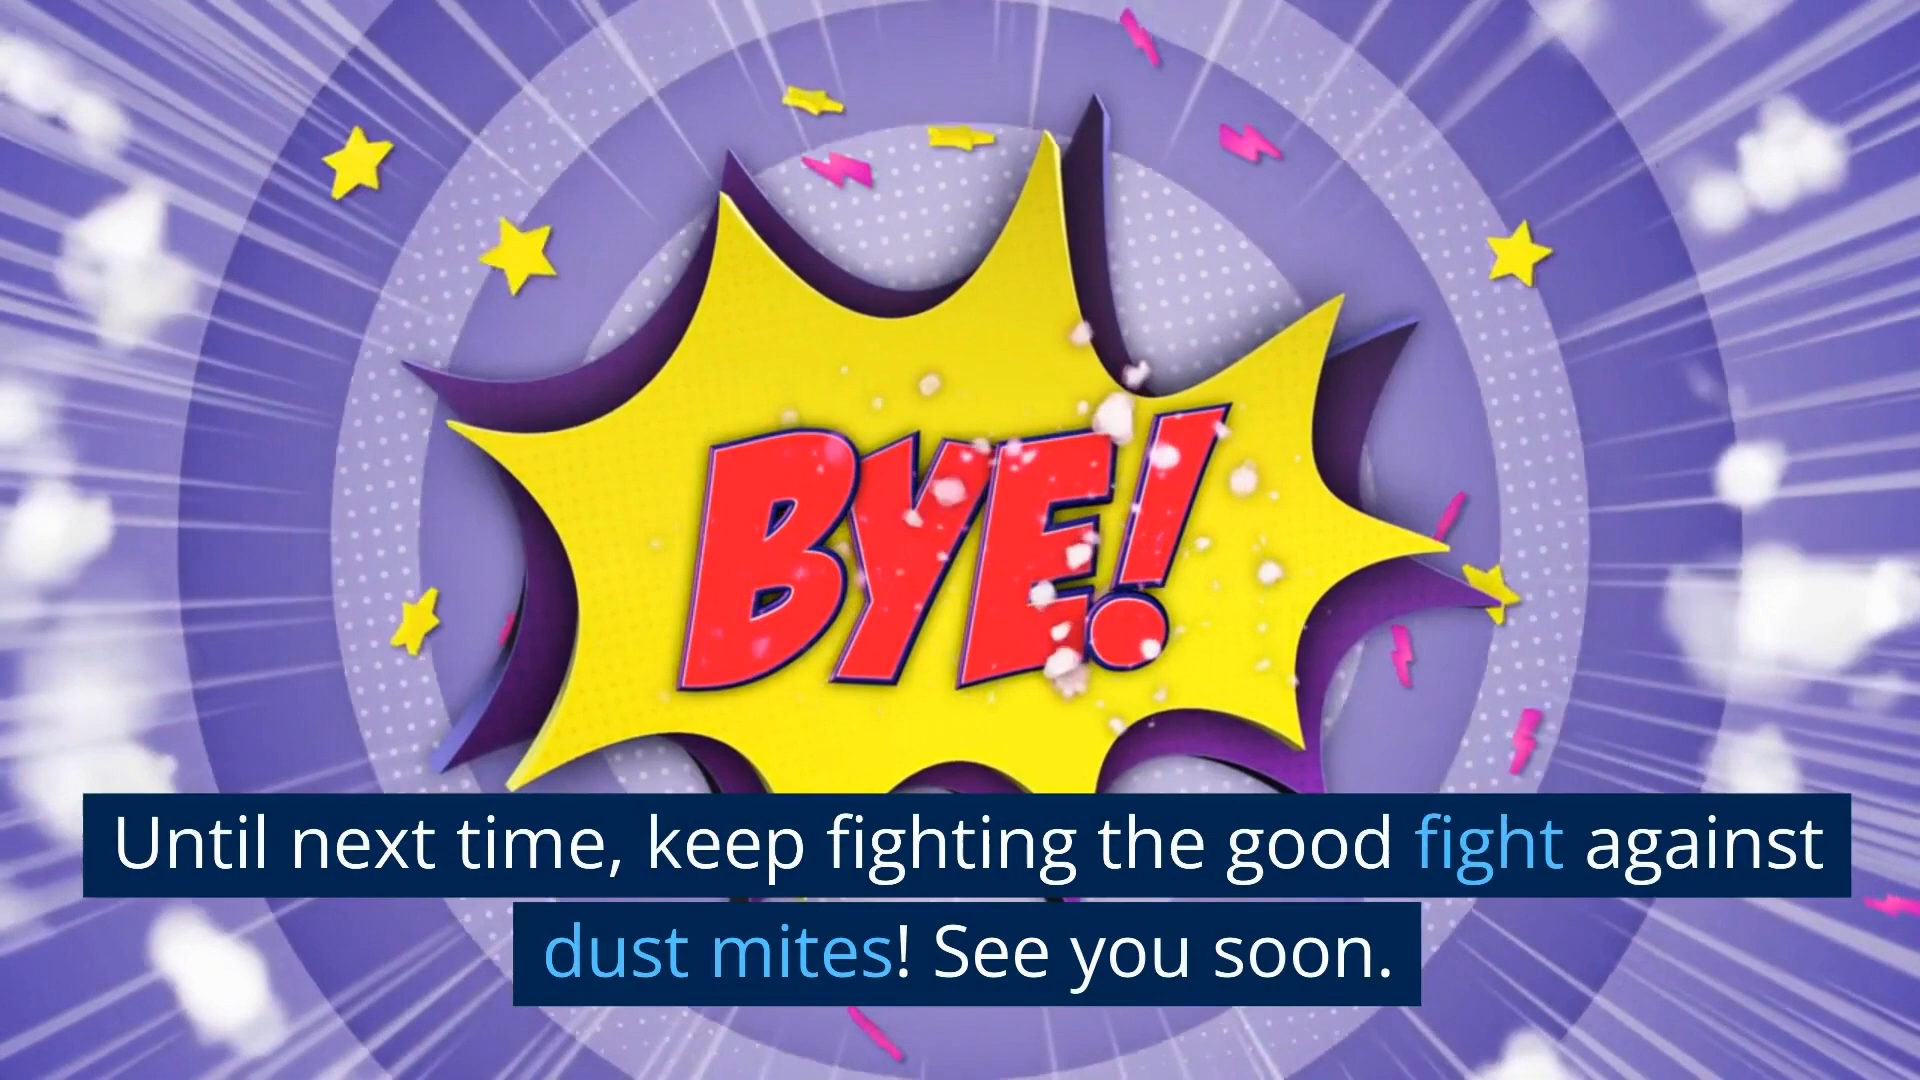 BYE!
Until next time, keep fighting the good fight against
dust mites! See you soon.